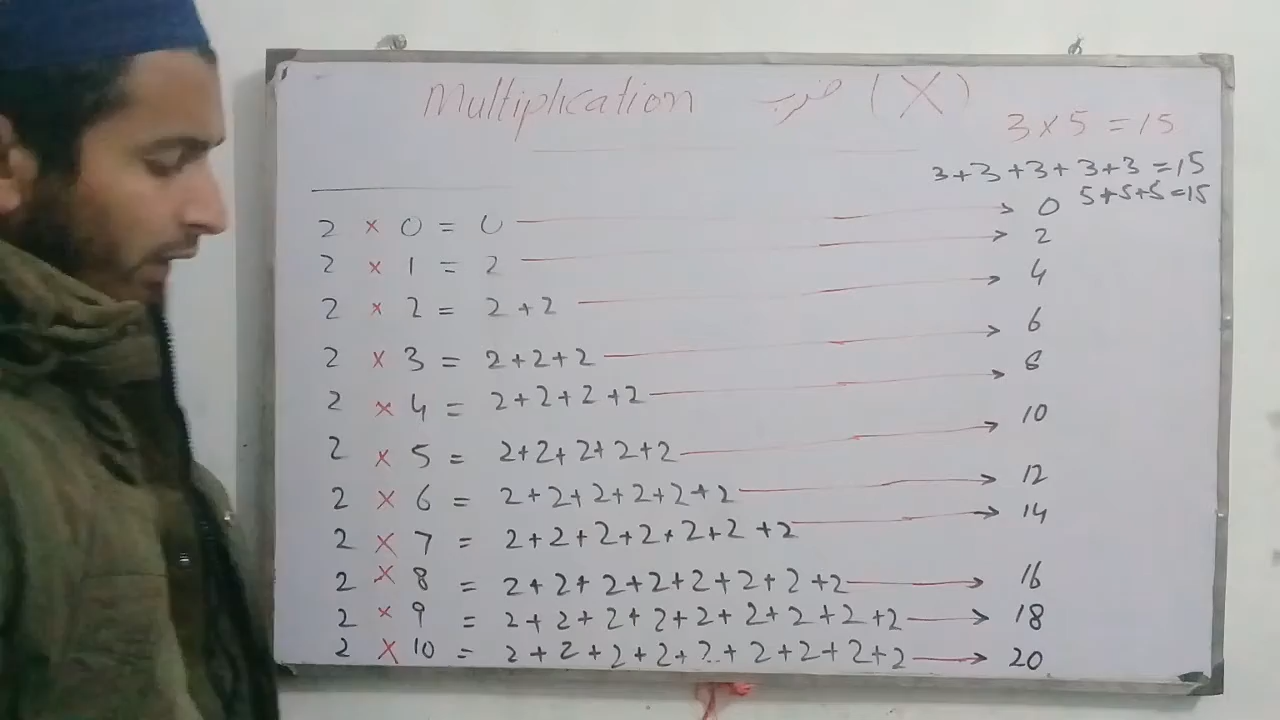 Multiplication ضرب (X)
3 × 5 = 15
3+3+3+3+3 = 15
5+5+5=15
2 × 0 = 0 → 0
2 × 1 = 2 → 2
2 × 2 = 2+2 → 4
2 × 3 = 2+2+2 → 6
2 × 4 = 2+2+2+2 → 8
2 × 5 = 2+2+2+2+2 → 10
2 × 6 = 2+2+2+2+2+2 → 12
2 × 7 = 2+2+2+2+2+2+2 → 14
2 × 8 = 2+2+2+2+2+2+2+2 → 16
2 × 9 = 2+2+2+2+2+2+2+2+2 → 18
2 × 10 = 2+2+2+2+2..+2+2+2+2 → 20